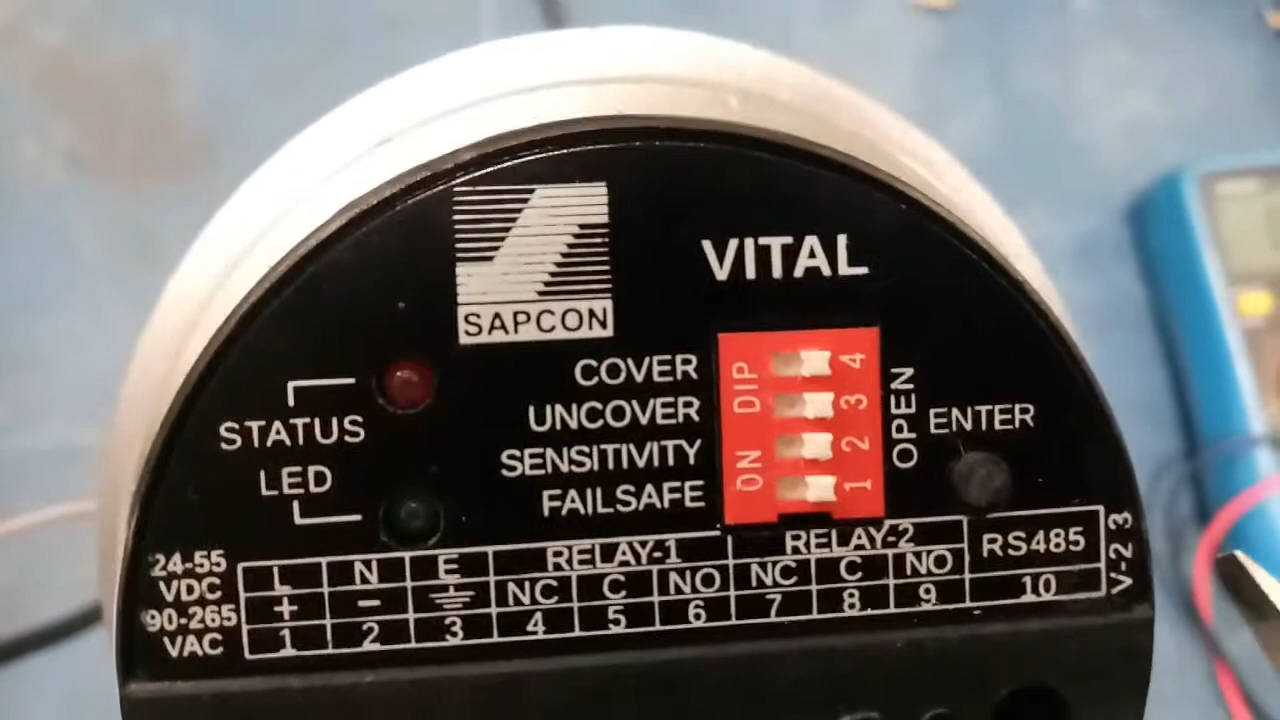 SAPCON
VITAL
COVER
UNCOVER
SENSITIVITY
FAILSAFE
ON DIP
4
3
2
1
OPEN
ENTER
STATUS
LED
24-55
VDC
90-265
VAC
L N E RELAY-1 RELAY-2 RS485
+ - NC C NO NC C NO
1 2 3 4 5 6 7 8 9 10
V-2 3